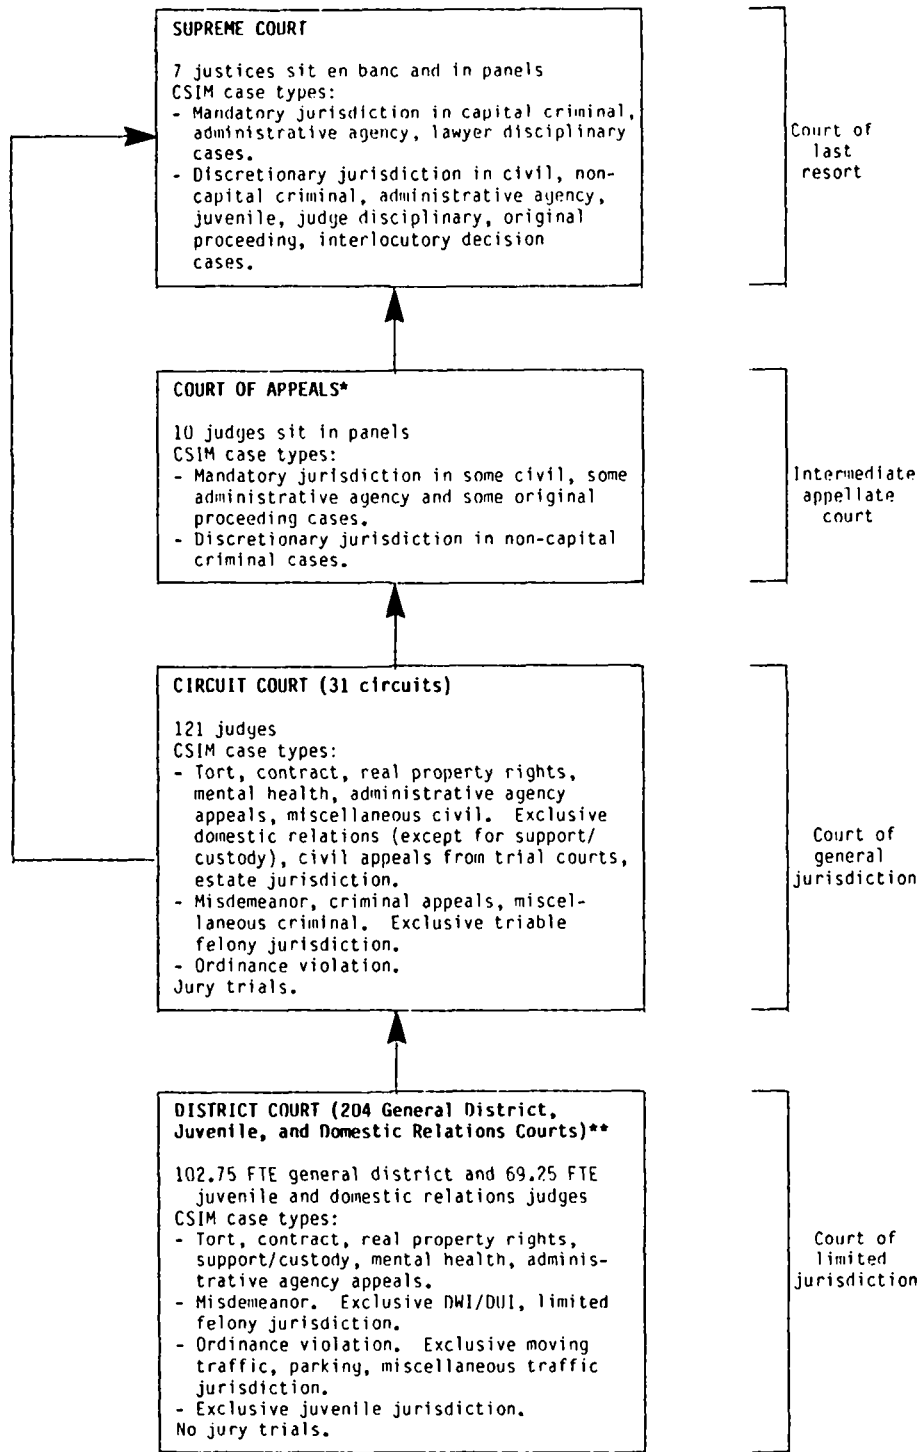 SUPREME COURT
7 justices sit en banc and in panels
CSIM case types:
- Mandatory jurisdiction in capital criminal,
administrative agency, lawyer disciplinary
cases.
- Discretionary jurisdiction in civil, non-
capital criminal, administrative agency,
juvenile, judge disciplinary, original
proceeding, interlocutory decision
cases.
Court of
last
resort
COURT OF APPEALS*
10 judges sit in panels
CSIM case types:
- Mandatory jurisdiction in some civil, some
administrative agency and some original
proceeding cases.
- Discretionary jurisdiction in non-capital
criminal cases.
Intermediate
appellate
court
CIRCUIT COURT (31 circuits)
121 judges
CSIM case types:
- Tort, contract, real property rights,
mental health, administrative agency
appeals, miscellaneous civil. Exclusive
domestic relations (except for support/
custody), civil appeals from trial courts,
estate jurisdiction.
- Misdemeanor, criminal appeals, miscel-
laneous criminal. Exclusive triable
felony jurisdiction.
- Ordinance violation.
Jury trials.
Court of
general
jurisdiction
DISTRICT COURT (204 General District,
Juvenile, and Domestic Relations Courts)**
102.75 FTE general district and 69.25 FTE
juvenile and domestic relations judges
CSIM case types:
- Tort, contract, real property rights,
support/custody, mental health, adminis-
trative agency appeals.
- Misdemeanor. Exclusive DWI/DUI, limited
felony jurisdiction.
- Ordinance violation. Exclusive moving
traffic, parking, miscellaneous traffic
jurisdiction.
- Exclusive juvenile jurisdiction.
No jury trials.
Court of
limited
jurisdiction